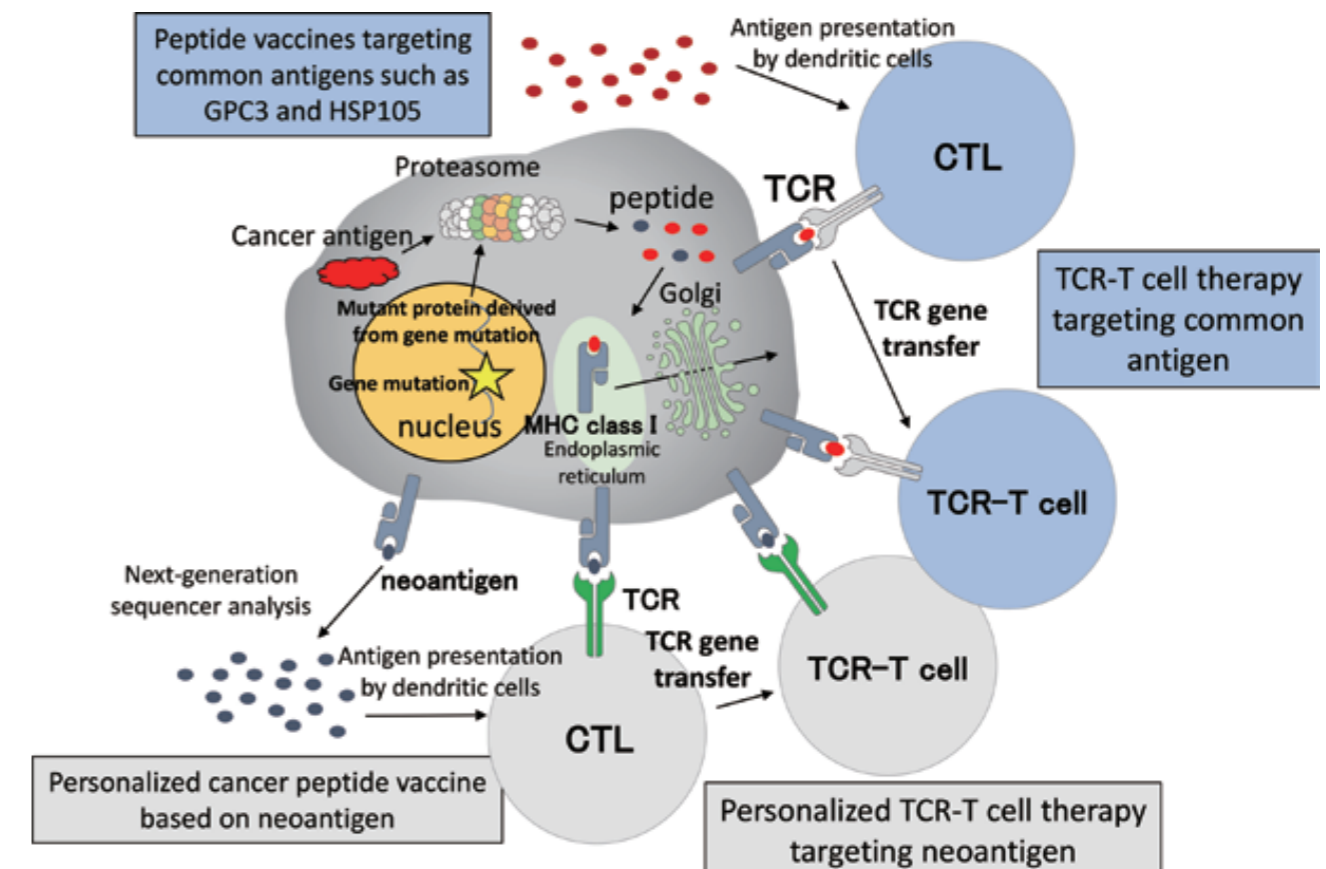 Peptide vaccines targeting
common antigens such as
GPC3 and HSP105
Antigen presentation
by dendritic cells
CTL
Proteasome
TCR
peptide
Cancer antigen
TCR-T cell therapy
targeting common
antigen
Golgi
Mutant protein derived
from gene mutation
TCR gene
transfer
Gene mutation
nucleus
MHC class I
Endoplasmic
reticulum
TCR-T cell
Next-generation
sequencer analysis
neoantigen
TCR
Antigen presentation
by dendritic cells
TCR gene
transfer
TCR-T cell
CTL
Personalized cancer peptide vaccine
based on neoantigen
Personalized TCR-T cell therapy
targeting neoantigen